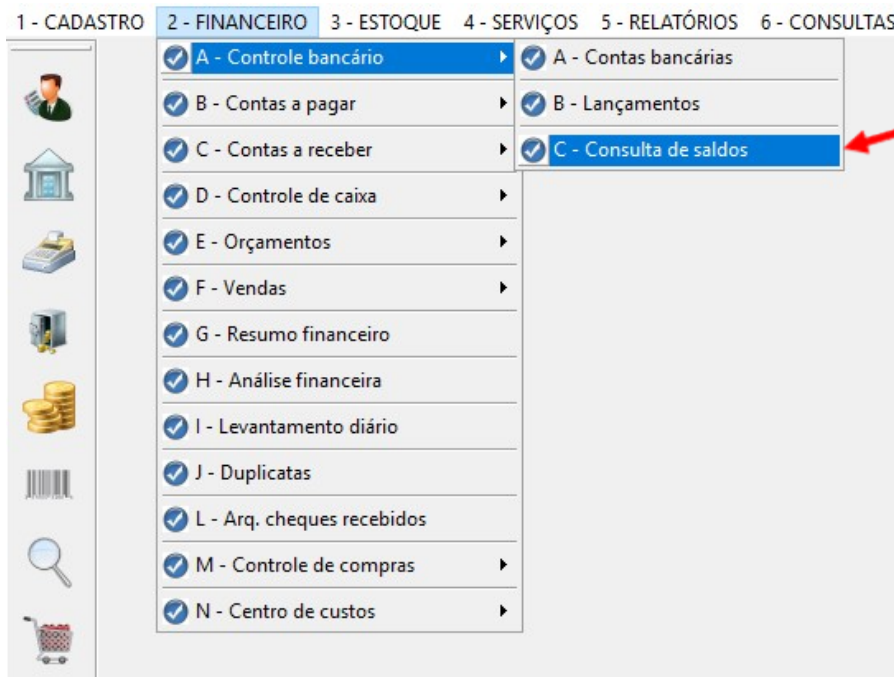 1 - CADASTRO 2 - FINANCEIRO 3 - ESTOQUE 4 - SERVIÇOS 5 - RELATÓRIOS 6 - CONSULTAS
A - Controle bancário
B - Contas a pagar
C - Contas a receber
D - Controle de caixa
E - Orçamentos
F - Vendas
G - Resumo financeiro
H - Análise financeira
I - Levantamento diário
J - Duplicatas
L - Arq. cheques recebidos
M - Controle de compras
N - Centro de custos
A - Contas bancárias
B - Lançamentos
C - Consulta de saldos